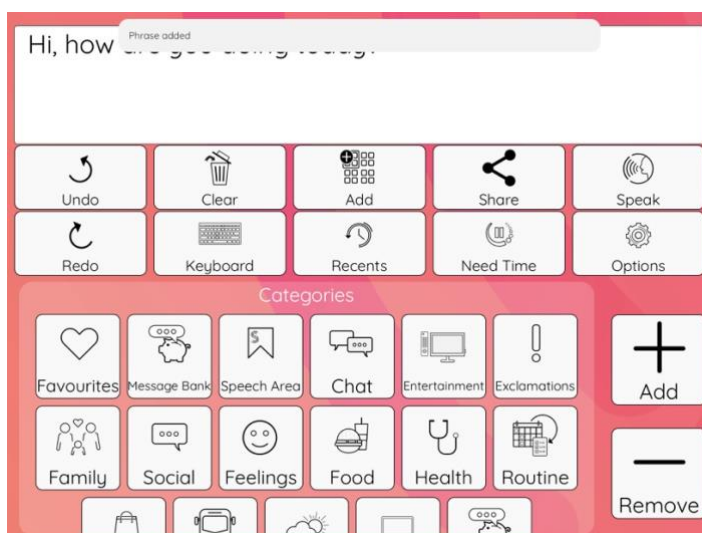 Phrase added
Hi, how
Undo Clear Add Share Speak
Redo Keyboard Recents Need Time Options
Categories
Favourites Message Bank Speech Area Chat Entertainment Exclamations Add
Family Social Feelings Food Health Routine
Remove